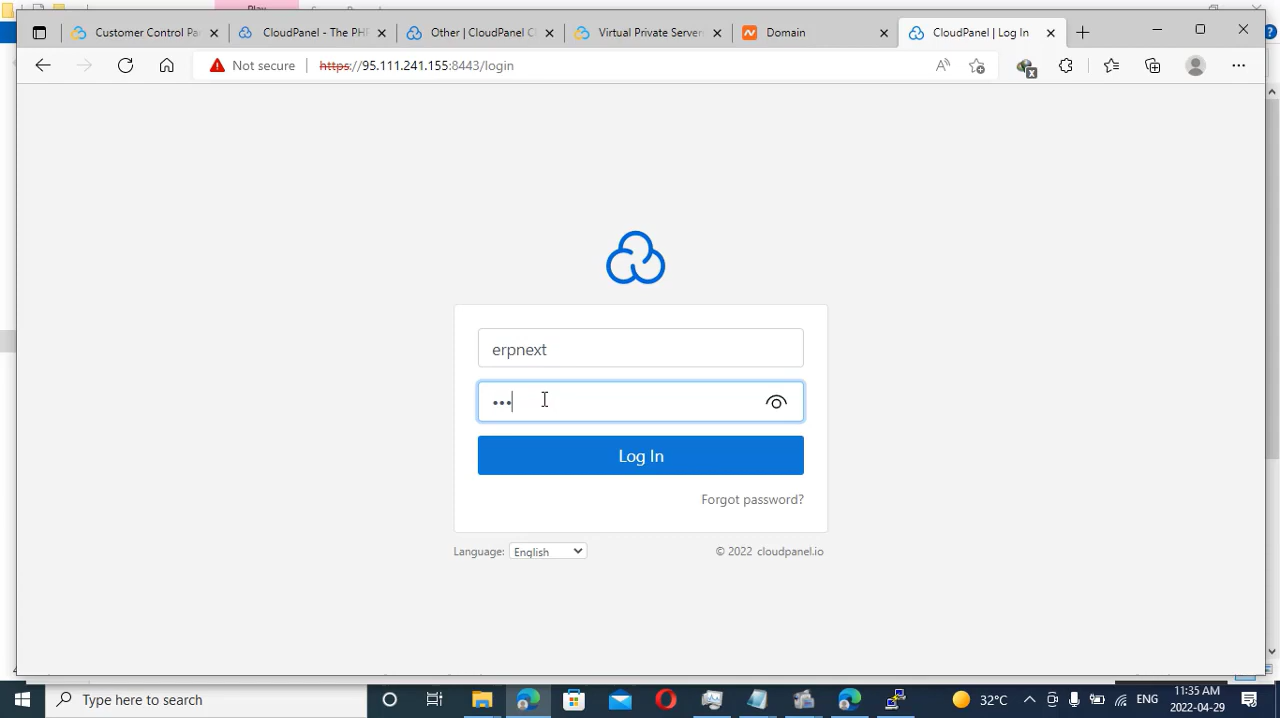 Customer Control Pa
CloudPanel - The PHP
Other | CloudPanel C
Virtual Private Server
Domain
CloudPanel | Log In
Not secure
https://95.111.241.155:8443/login
erpnext
•••
Log In
Forgot password?
Language:
English
© 2022 cloudpanel.io
Type here to search
32°C
ENG
11:35 AM
2022-04-29